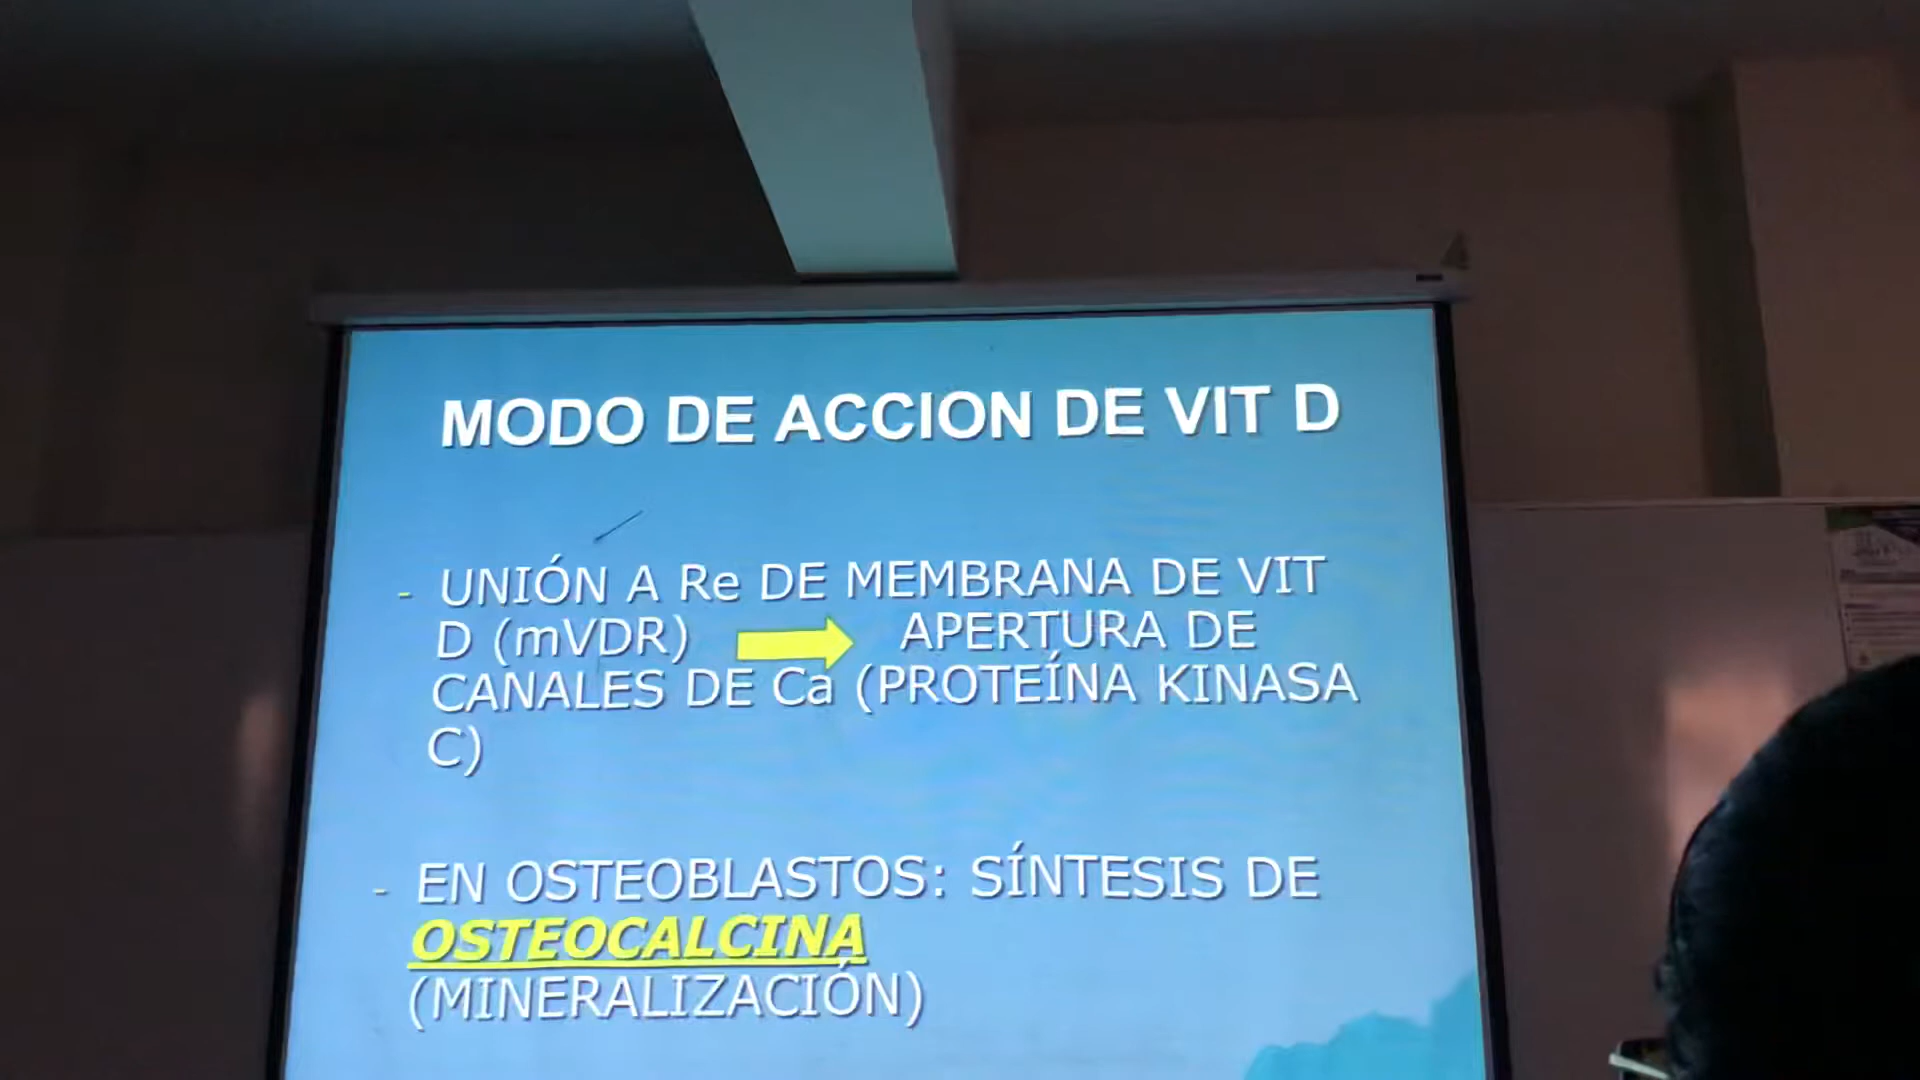 MODO DE ACCION DE VIT D
- UNIÓN A Re DE MEMBRANA DE VIT
D (mVDR) APERTURA DE
CANALES DE Ca (PROTEÍNA KINASA
C)
- EN OSTEOBLASTOS: SÍNTESIS DE
OSTEOCALCINA
(MINERALIZACIÓN)